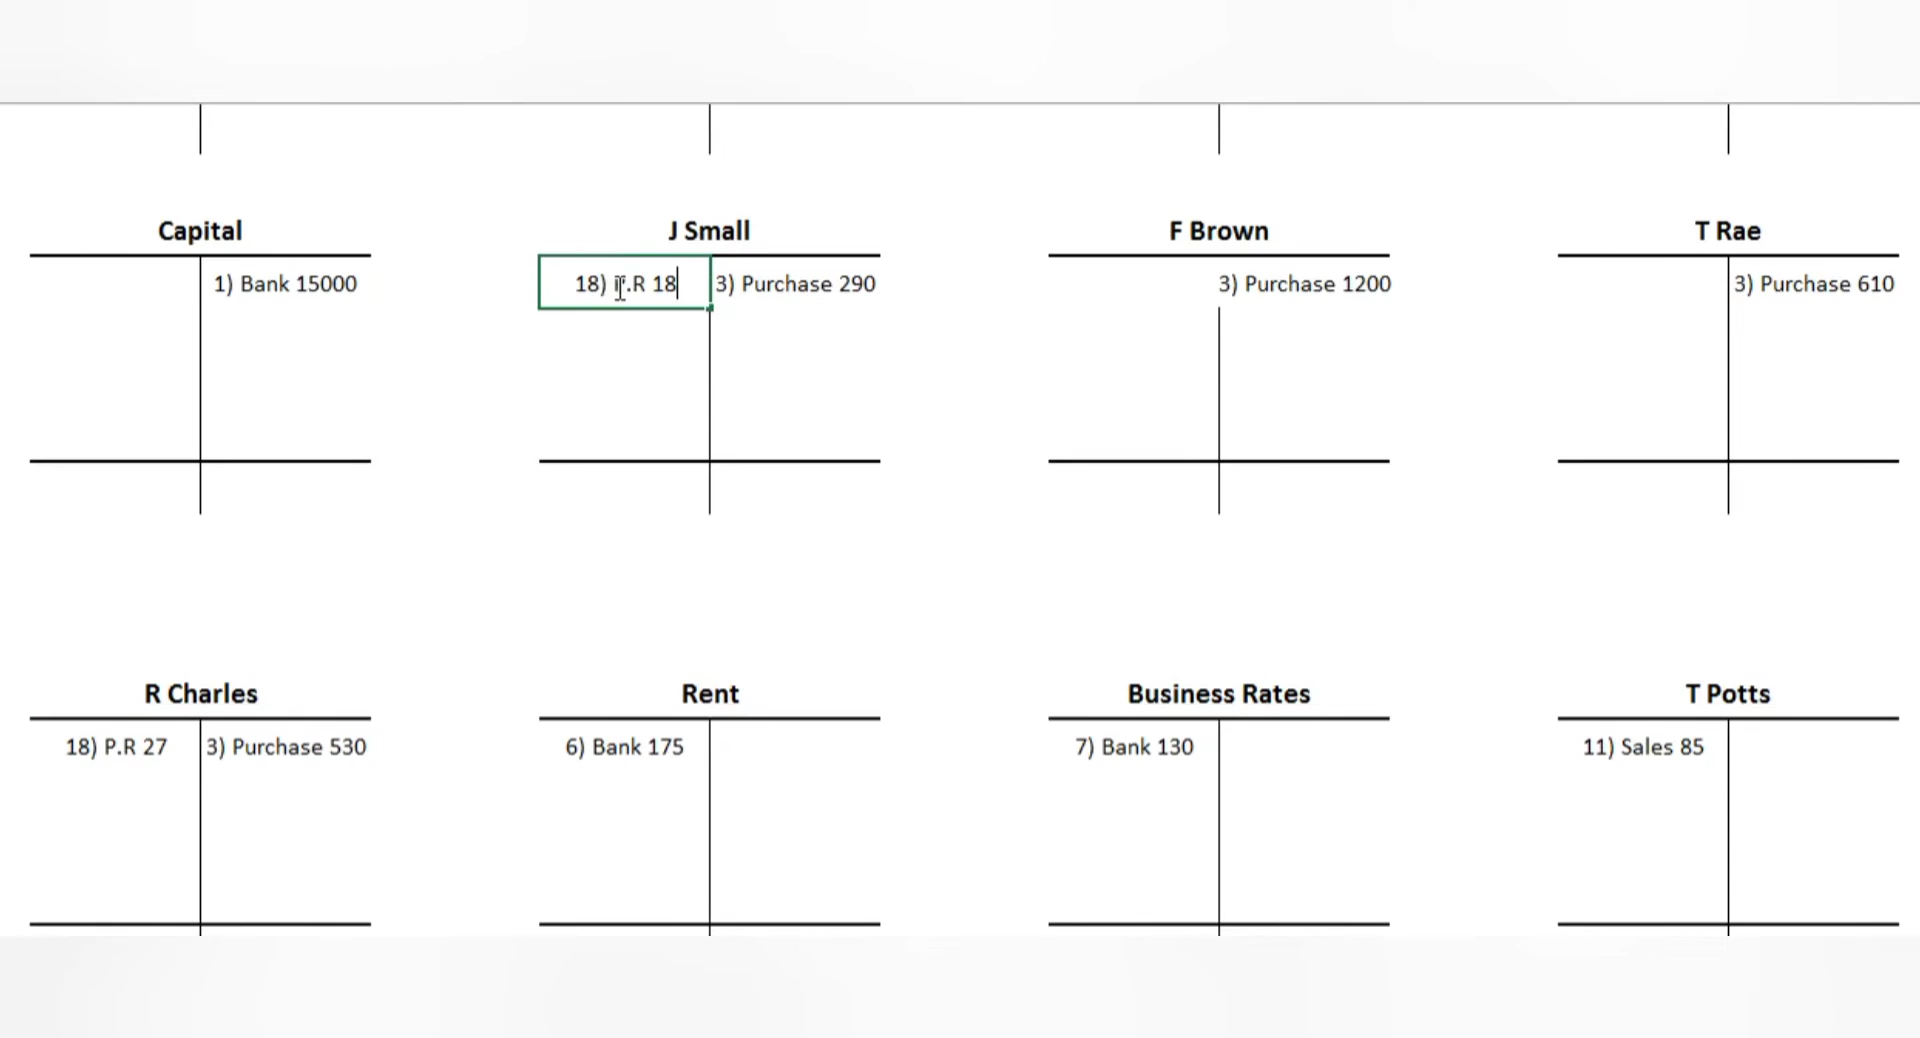 Capital
J Small
F Brown
T Rae
1) Bank 15000
18) P.R 18
3) Purchase 290
3) Purchase 1200
3) Purchase 610
R Charles
Rent
Business Rates
T Potts
18) P.R 27
3) Purchase 530
6) Bank 175
7) Bank 130
11) Sales 85